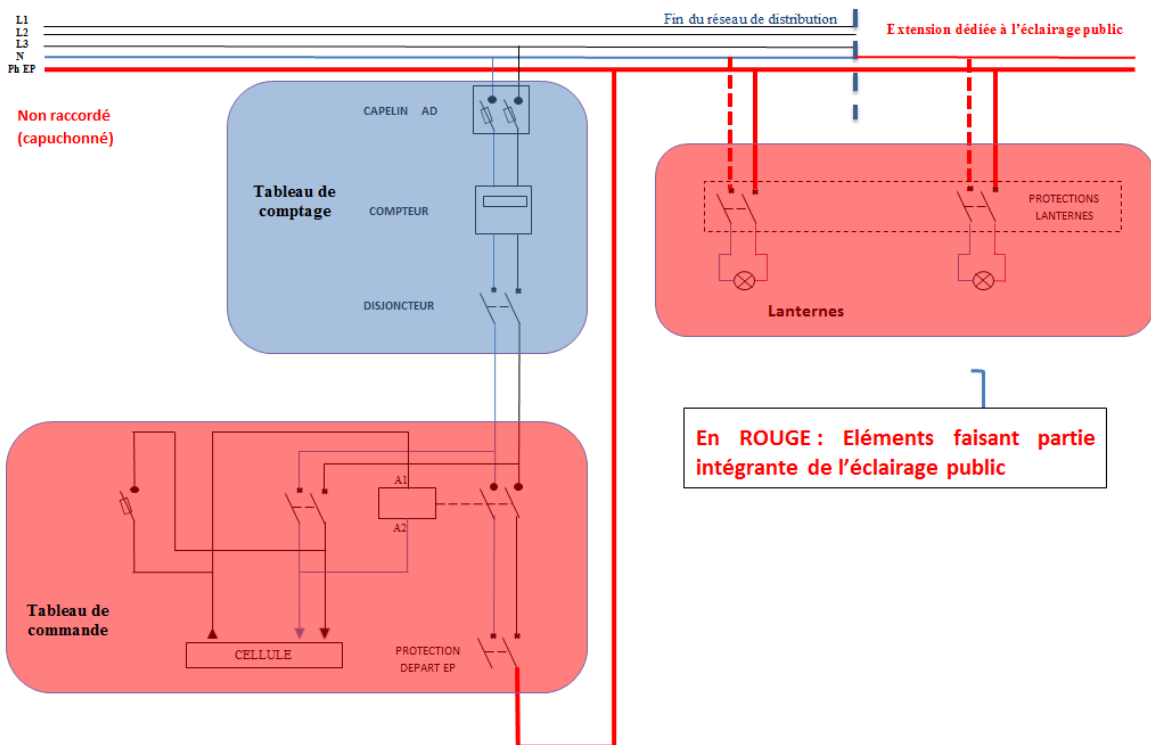 L1
L2
L3
N
Ph EP
Fin du réseau de distribution
Extension dédiée à l’éclairage public
Non raccordé
(capuchonné)
CAPELIN AD
Tableau de
comptage
COMPTEUR
DISJONCTEUR
PROTECTIONS
LANTERNES
Lanternes
En ROUGE : Eléments faisant partie
intégrante de l’éclairage public
A1
A2
Tableau de
commande
CELLULE
PROTECTION
DEPART EP